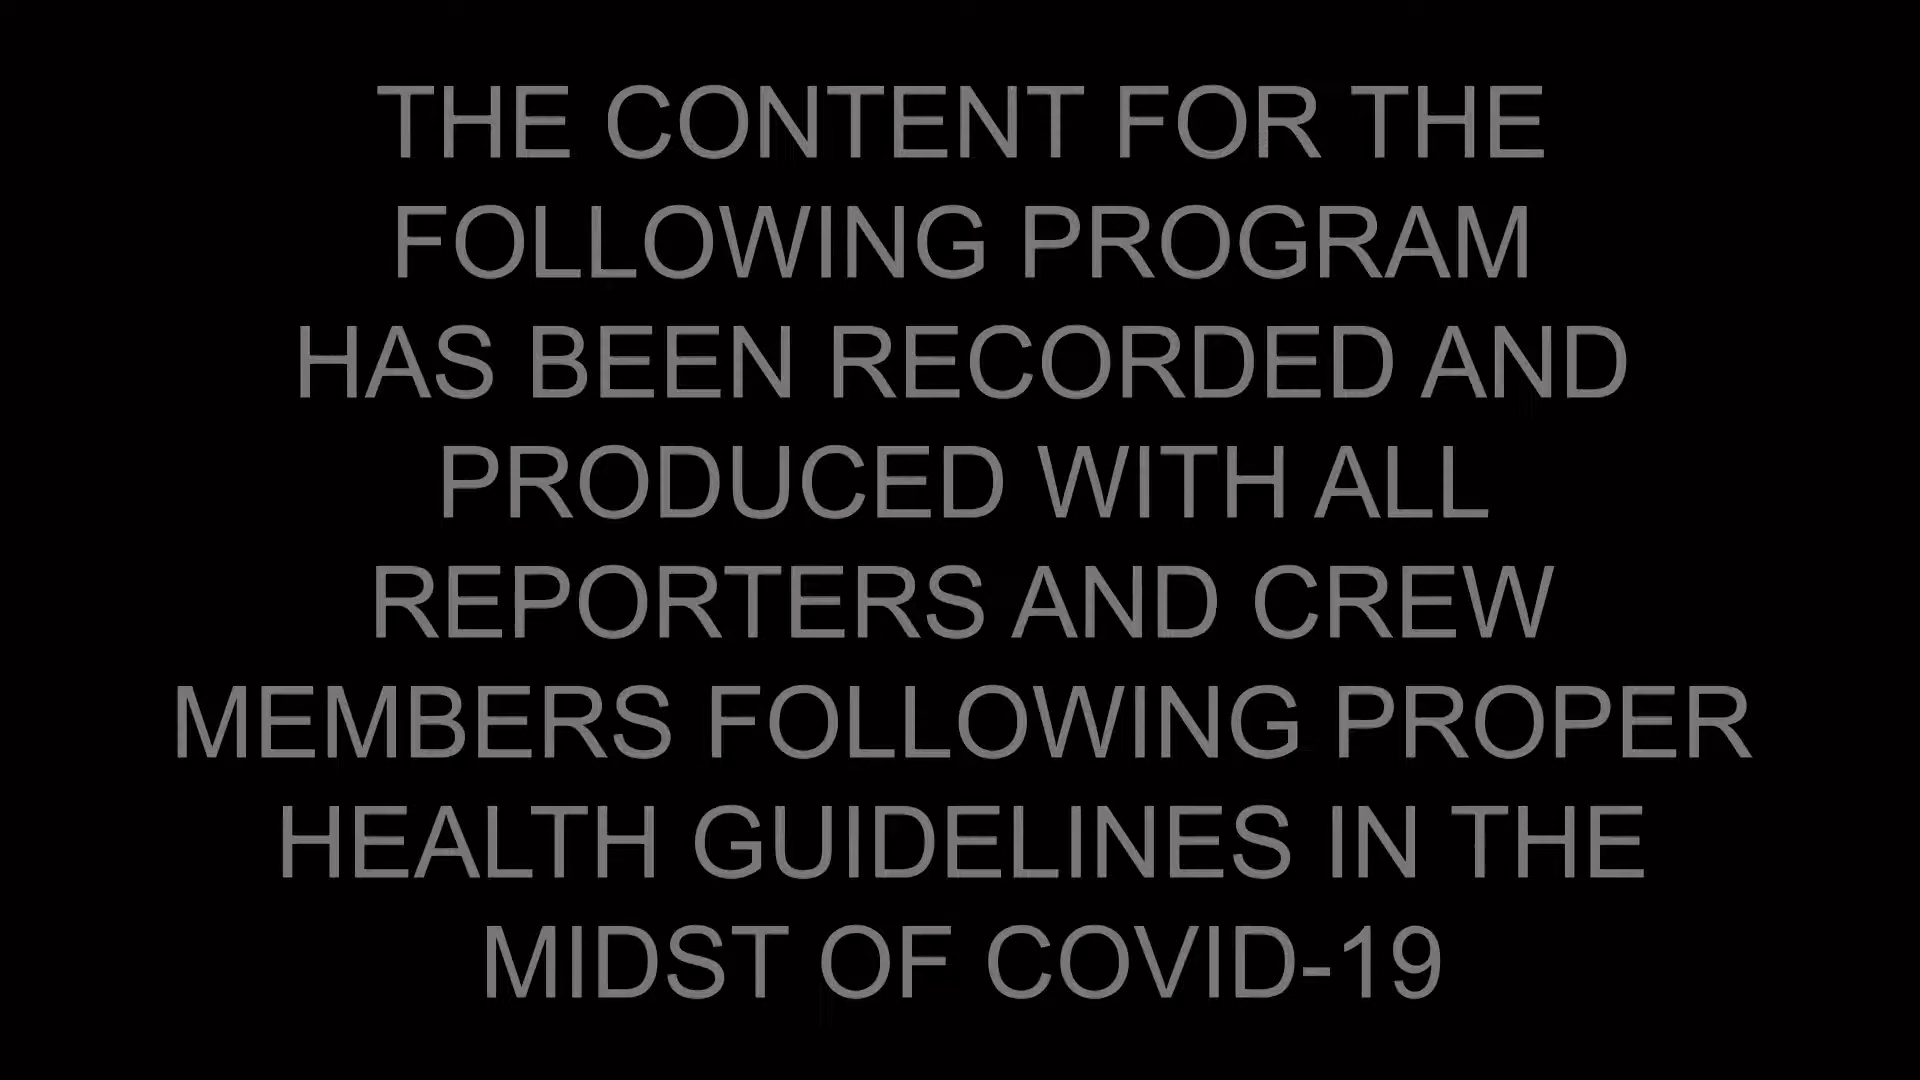 THE CONTENT FOR THE
FOLLOWING PROGRAM
HAS BEEN RECORDED AND
PRODUCED WITH ALL
REPORTERS AND CREW
MEMBERS FOLLOWING PROPER
HEALTH GUIDELINES IN THE
MIDST OF COVID-19